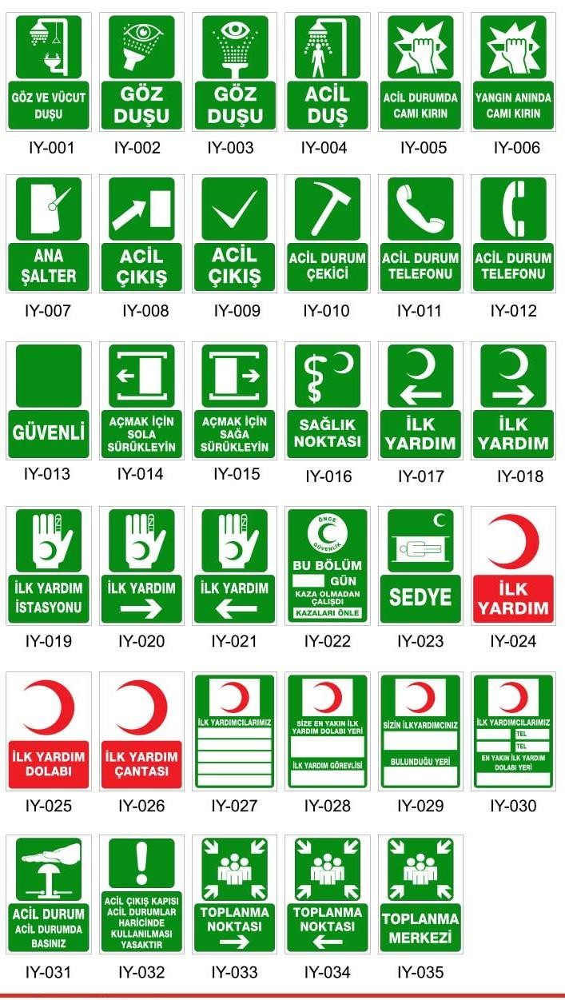 GÖZ VE VÜCUT
DUŞU
IY-001
GÖZ
DUŞU
IY-002
GÖZ
DUŞU
IY-003
ACİL
DUŞ
IY-004
ACİL DURUMDA
CAMI KIRIN
IY-005
YANGIN ANINDA
CAMI KIRIN
IY-006
ANA
ŞALTER
IY-007
ACİL
ÇIKIŞ
IY-008
ACİL
ÇIKIŞ
IY-009
ACİL DURUM
ÇEKİCİ
IY-010
ACİL DURUM
TELEFONU
IY-011
ACİL DURUM
TELEFONU
IY-012
GÜVENLİ
IY-013
AÇMAK İÇİN
SOLA
SÜRÜKLEYİN
IY-014
AÇMAK İÇİN
SAĞA
SÜRÜKLEYİN
IY-015
SAĞLIK
NOKTASI
IY-016
İLK
YARDIM
IY-017
İLK
YARDIM
IY-018
İLK YARDIM
İSTASYONU
IY-019
İLK YARDIM
IY-020
İLK YARDIM
IY-021
ÖNCE
GÜVENLİK
BU BÖLÜM
GÜN
KAZA OLMADAN
ÇALIŞDI
KAZALARI ÖNLE
IY-022
SEDYE
IY-023
İLK
YARDIM
IY-024
İLK YARDIM
DOLABI
IY-025
İLK YARDIM
ÇANTASI
IY-026
İLK YARDIMCILARIMIZ
IY-027
SİZE EN YAKIN İLK
YARDIM DOLABI YERİ
İLK YARDIM GÖREVLİSİ
IY-028
SİZİN İLKYARDIMCINIZ
BULUNDUĞU YERİ
IY-029
İLK YARDIMCILARIMIZ
TEL
TEL
EN YAKIN İLK YARDIM
DOLABI YERİ
IY-030
ACİL DURUM
ACİL DURUMDA
BASINIZ
IY-031
ACİL ÇIKIŞ KAPISI
ACİL DURUMLAR
HARİCİNDE
KULLANILMASI
YASAKTIR
IY-032
TOPLANMA
NOKTASI
IY-033
TOPLANMA
NOKTASI
IY-034
TOPLANMA
MERKEZİ
IY-035